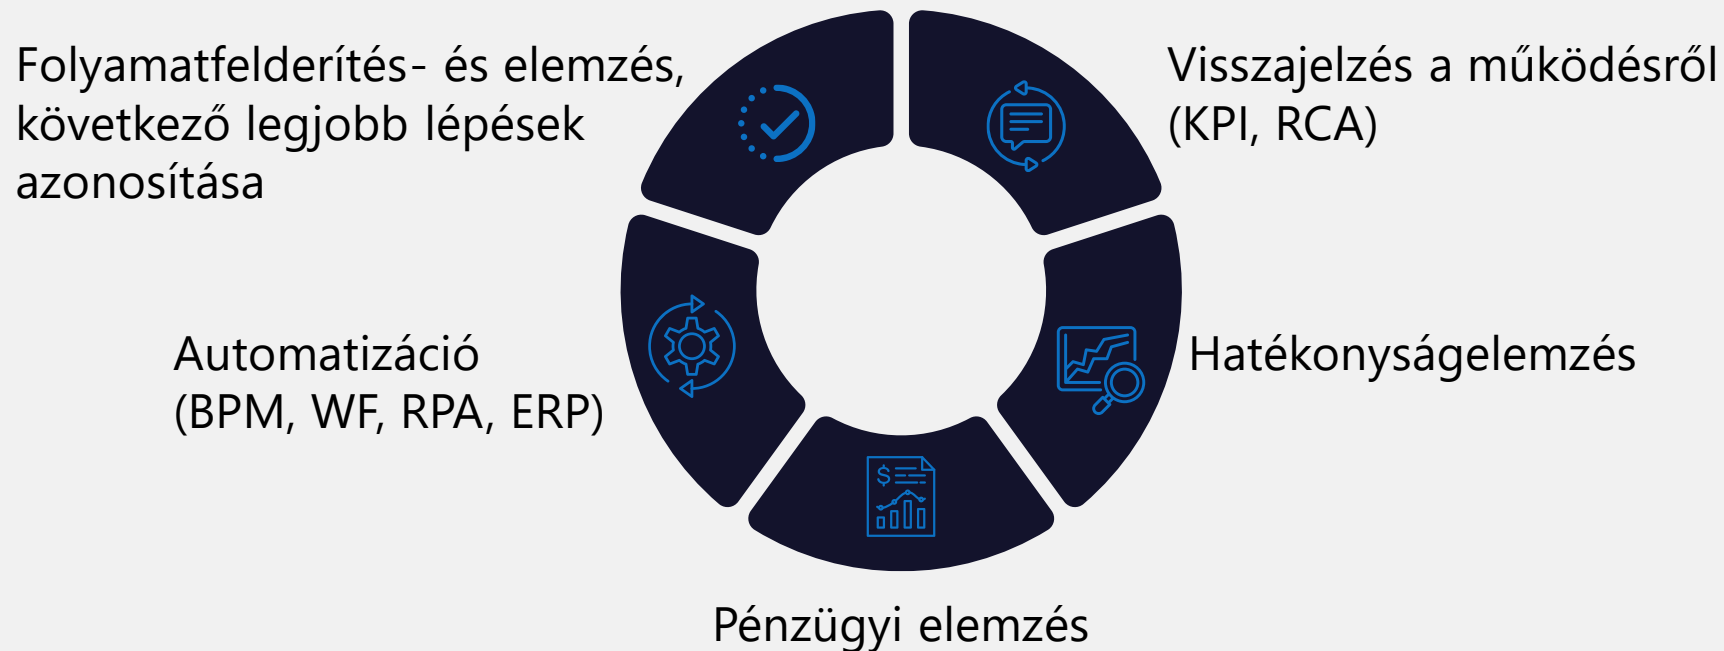 Folyamatfelderítés- és elemzés,
következő legjobb lépések
azonosítása
Visszajelzés a működésről
(KPI, RCA)
Automatizáció
(BPM, WF, RPA, ERP)
Hatékonyságelemzés
$
Pénzügyi elemzés